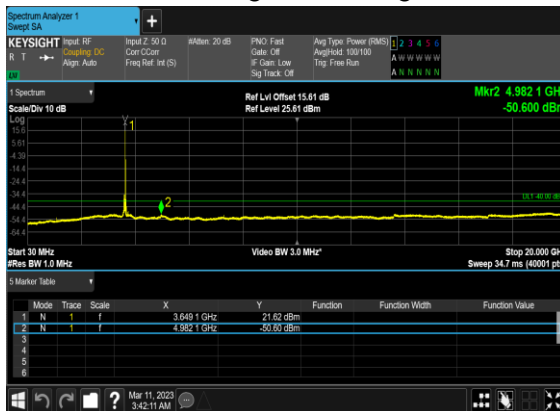 Spectrum Analyzer 1
Swept SA
KEYSIGHT Input: RF Input Z: 50 Ω #Atten: 20 dB PNO: Fast Avg Type: Power (RMS) 1 2 3 4 5 6
R T Coupling: DC Corr CCorr Gate: Off Avg|Hold: 100/100 A W W W W W
Align: Auto Freq Ref: Int (S) IF Gain: Low Trig: Free Run
Sig Track: Off A N N N N N
1 Spectrum
Scale/Div 10 dB
Ref Lvl Offset 15.61 dB
Ref Level 25.61 dBm
Mkr2 4.982 1 GH
-50.600 dBr
Log
15.6
5.61
-4.39
-14.4
-24.4
-34.4
-44.4
-54.4
-64.4
1
2
DL1 -40.00 dB
Start 30 MHz
#Res BW 1.0 MHz
Video BW 3.0 MHz*
Stop 20.000 GH
Sweep 34.7 ms (40001 pt
5 Marker Table
Mode Trace Scale X Y Function Function Width Function Value
1 N 1 f 3.649 1 GHz 21.62 dBm
2 N 1 f 4.982 1 GHz -50.60 dBm
3
4
5
6
? Mar 11, 2023
3:42:11 AM